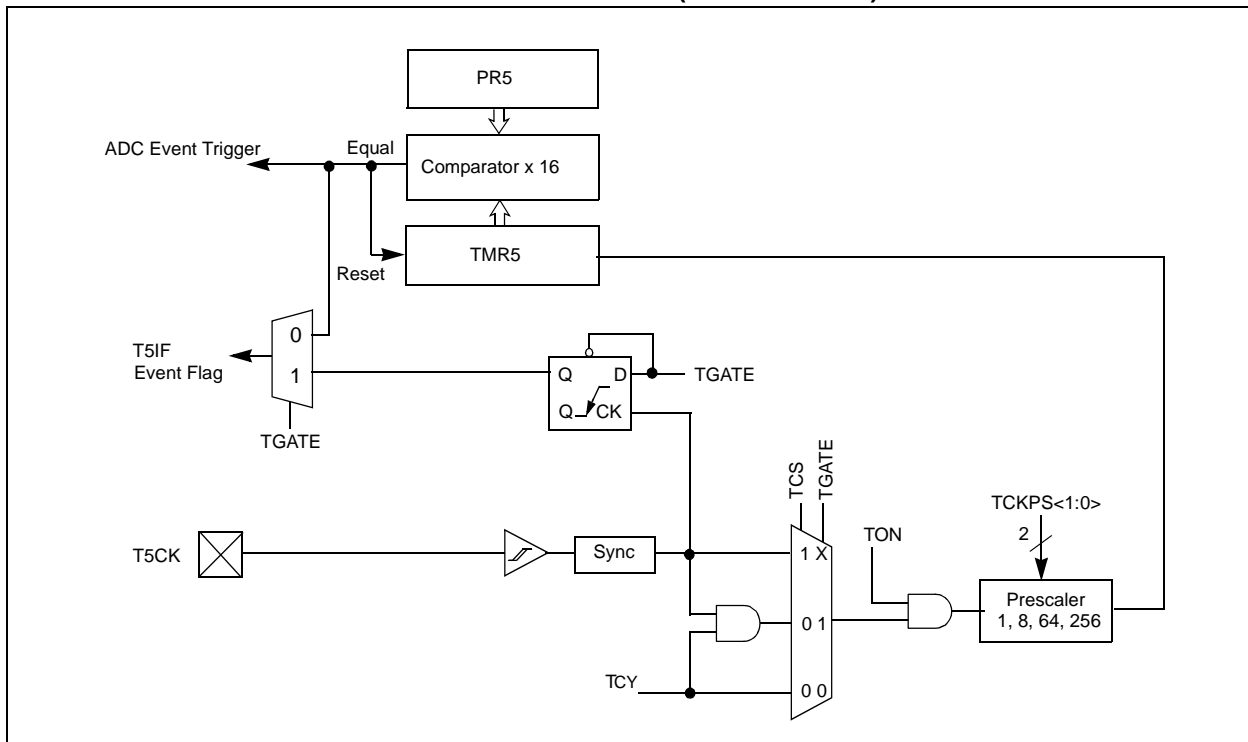 PR5
ADC Event Trigger
Equal
Comparator x 16
TMR5
Reset
0
T5IF
Event Flag
1
Q
D
TGATE
Q
CK
TGATE
TCS
TGATE
TCKPS<1:0>
2
TON
T5CK
Sync
1 X
Prescaler
1, 8, 64, 256
0 1
TCY
0 0